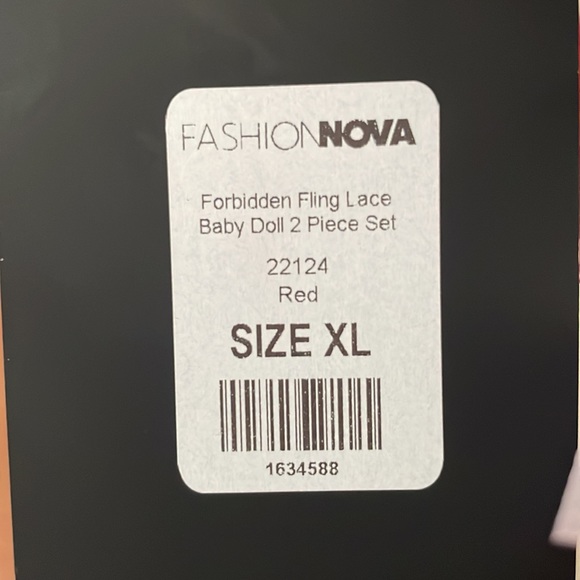 FASHIONNOVA
Forbidden Fling Lace
Baby Doll 2 Piece Set
22124
Red
SIZE XL
1634588